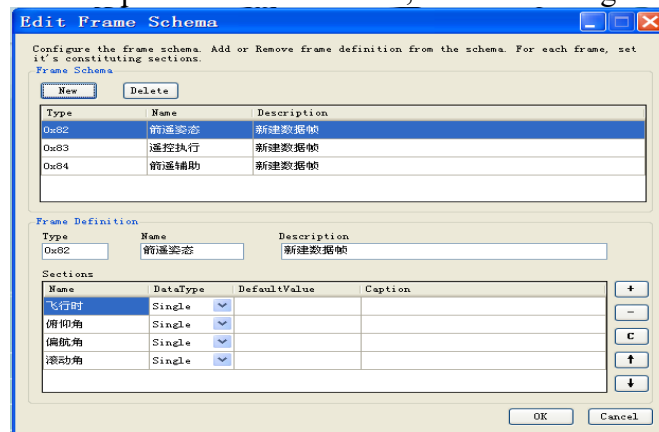 Edit Frame Schema
Configure the frame schema. Add or Remove frame definition from the schema. For each frame, set
it's constituting sections.
Frame Schema
New Delete
Type Name Description
0x82 箭遥姿态 新建数据帧
0x83 遥控执行 新建数据帧
0x84 箭遥辅助 新建数据帧
Frame Definition
Type Name Description
0x82 箭遥姿态 新建数据帧
Sections
Name DataType DefaultValue Caption
飞行时 Single
俯仰角 Single
偏航角 Single
滚动角 Single
+
-
C
↑
↓
OK Cancel